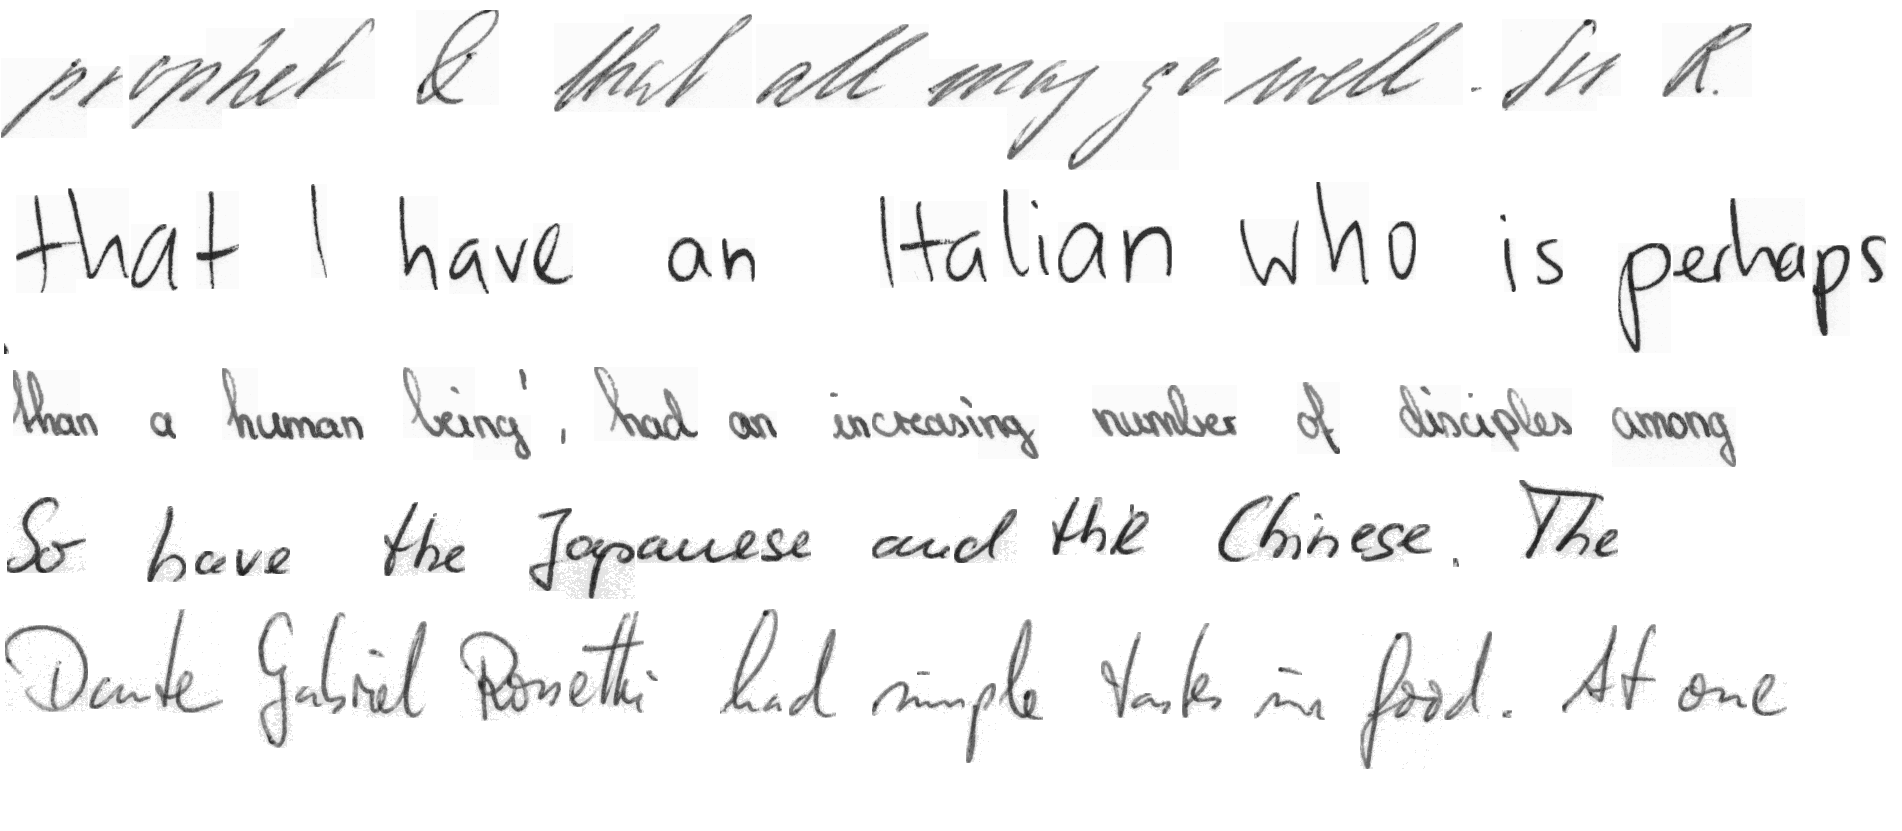 prophet & that all may go well. Sir R.
that I have an Italian who is perhaps
than a human being', had an increasing number of disciples among
So have the Japanese and the Chinese. The
Dante Gabriel Rossetti had simple tastes in food. At one